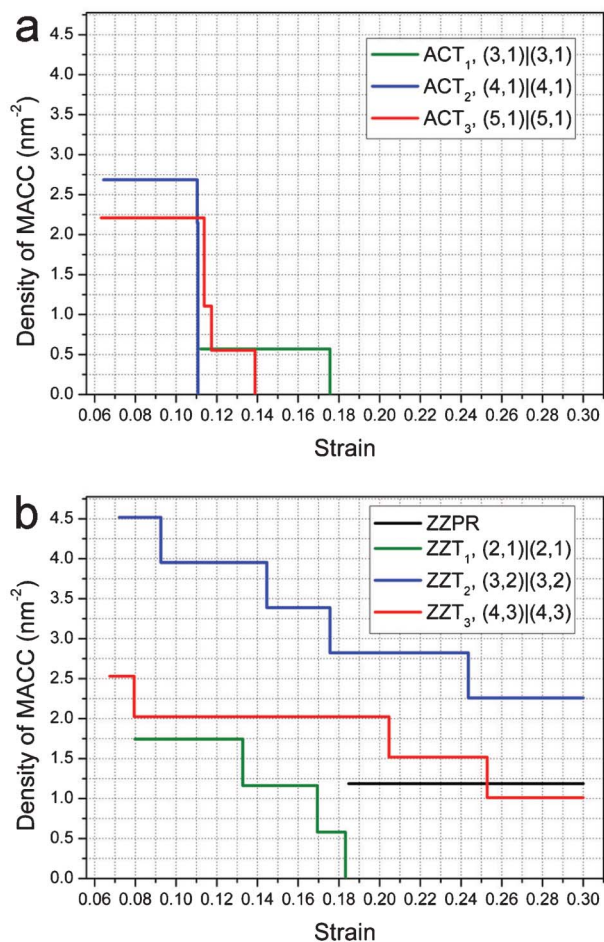 a
4.5
4.0
3.5
3.0
2.5
2.0
1.5
1.0
0.5
0.0
Density of MACC (nm⁻²)
ACT₁, (3,1)|(3,1)
ACT₂, (4,1)|(4,1)
ACT₃, (5,1)|(5,1)
0.06 0.08 0.10 0.12 0.14 0.16 0.18 0.20 0.22 0.24 0.26 0.28 0.30
Strain
b
4.5
4.0
3.5
3.0
2.5
2.0
1.5
1.0
0.5
0.0
Density of MACC (nm⁻²)
ZZPR
ZZT₁, (2,1)|(2,1)
ZZT₂, (3,2)|(3,2)
ZZT₃, (4,3)|(4,3)
0.06 0.08 0.10 0.12 0.14 0.16 0.18 0.20 0.22 0.24 0.26 0.28 0.30
Strain